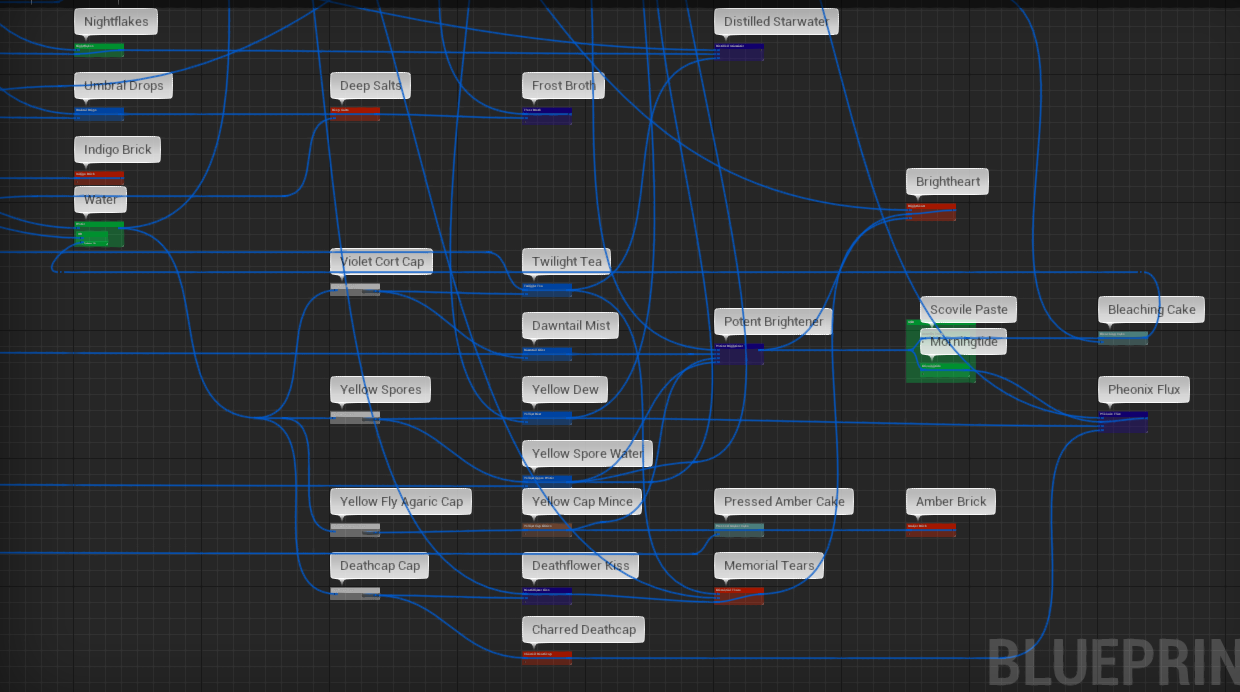 Nightflakes
Distilled Starwater
Umbral Drops
Deep Salts
Frost Broth
Indigo Brick
Brightheart
Water
Violet Cort Cap
Twilight Tea
Scovile Paste
Bleaching Cake
Dawntail Mist
Potent Brightener
Morningtide
Yellow Spores
Yellow Dew
Pheonix Flux
Yellow Spore Water
Yellow Fly Agaric Cap
Yellow Cap Mince
Pressed Amber Cake
Amber Brick
Deathcap Cap
Deathflower Kiss
Memorial Tears
Charred Deathcap
BLUEPRIN